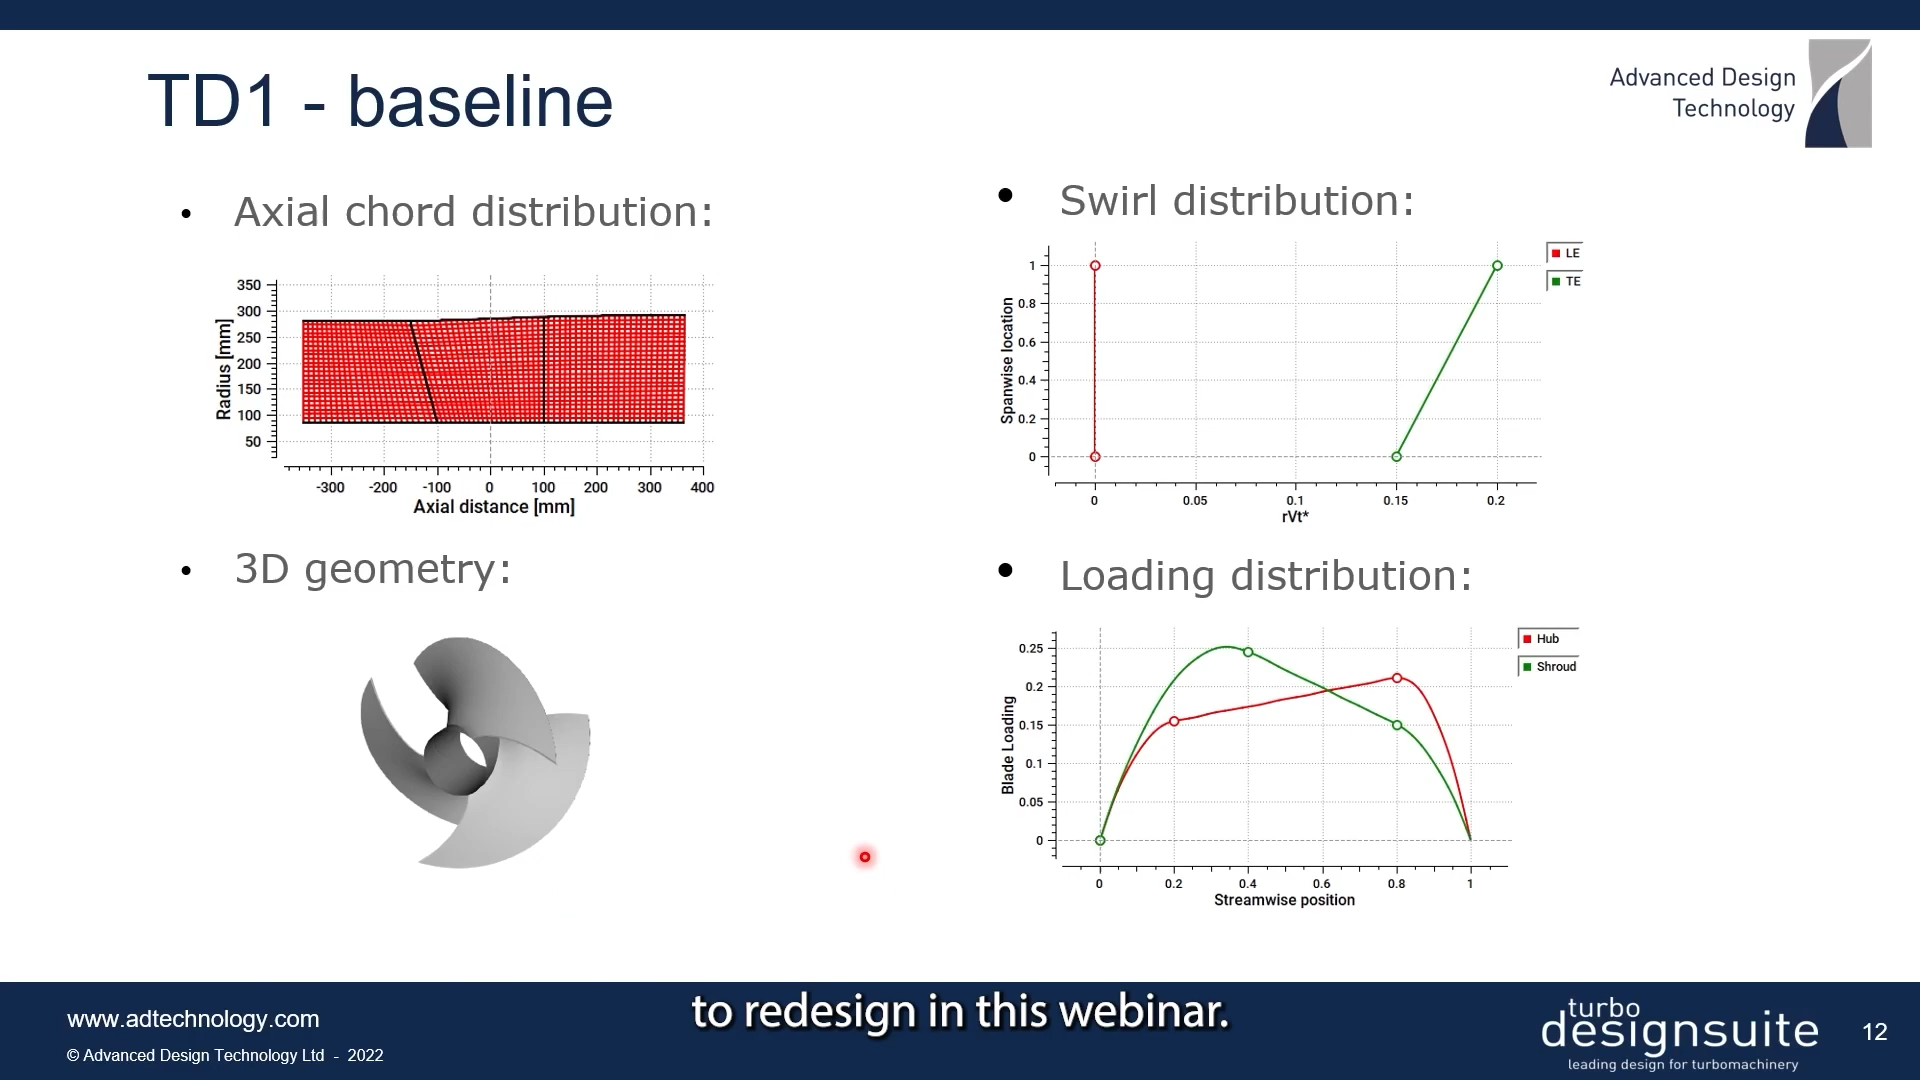 TD1 - baseline
Advanced Design
Technology
• Axial chord distribution:
350
300
250
200
150
100
50
Radius [mm]
-300 -200 -100 0 100 200 300 400
Axial distance [mm]
• 3D geometry:
• Swirl distribution:
LE
TE
1
0.8
0.6
0.4
0.2
0
Spanwise location
0 0.05 0.1 0.15 0.2
rVt*
• Loading distribution:
Hub
Shroud
0.25
0.2
0.15
0.1
0.05
0
Blade Loading
0 0.2 0.4 0.6 0.8 1
Streamwise position
to redesign in this webinar.
www.adtechnology.com
© Advanced Design Technology Ltd - 2022
turbo
designsuite
leading design for turbomachinery
12